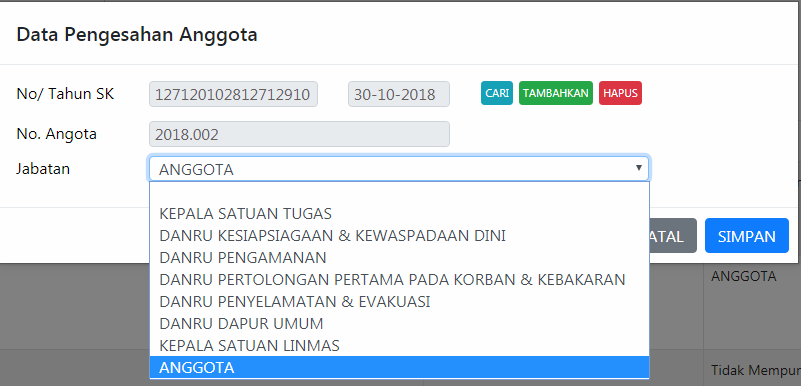 Data Pengesahan Anggota
No/ Tahun SK 127120102812712910 30-10-2018 CARI TAMBAHKAN HAPUS
No. Angota 2018.002
Jabatan ANGGOTA
KEPALA SATUAN TUGAS
DANRU KESIAPSIAGAAN & KEWASPADAAN DINI
ATAL SIMPAN
DANRU PENGAMANAN
ANGGOTA
DANRU PERTOLONGAN PERTAMA PADA KORBAN & KEBAKARAN
DANRU PENYELAMATAN & EVAKUASI
DANRU DAPUR UMUM
KEPALA SATUAN LINMAS
ANGGOTA
Tidak Mempun